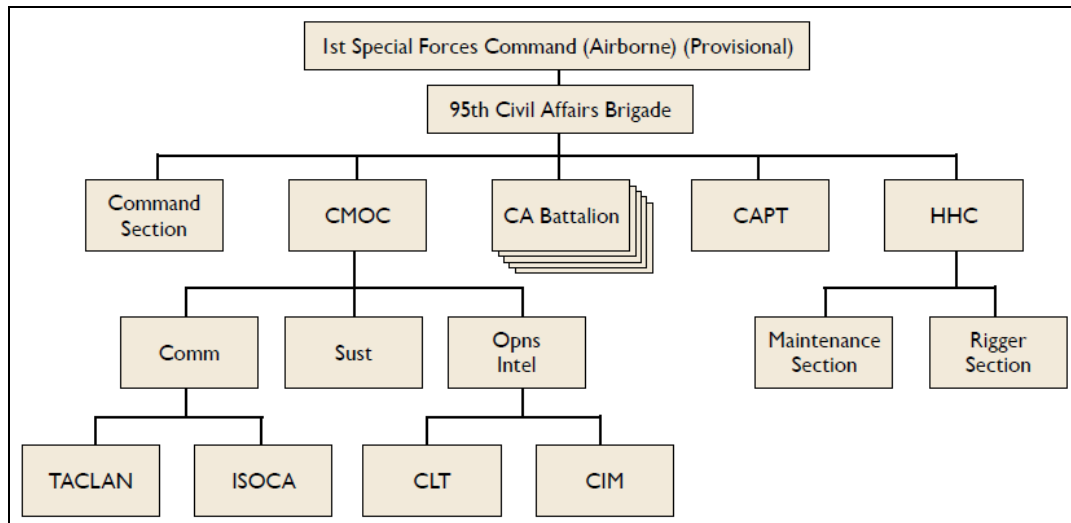 1st Special Forces Command (Airborne) (Provisional)
95th Civil Affairs Brigade
Command
Section
CMOC
CA Battalion
CAPT
HHC
Comm
Sust
Opns
Intel
Maintenance
Section
Rigger
Section
TACLAN
ISOCA
CLT
CIM